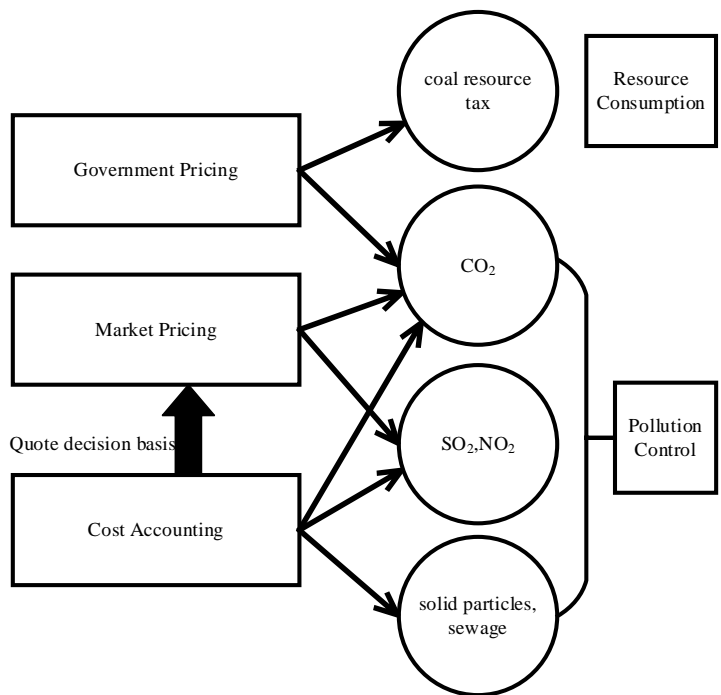 coal resource
tax
Resource
Consumption
Government Pricing
CO₂
Market Pricing
Quote decision basis
SO₂,NO₂
Pollution
Control
Cost Accounting
solid particles,
sewage